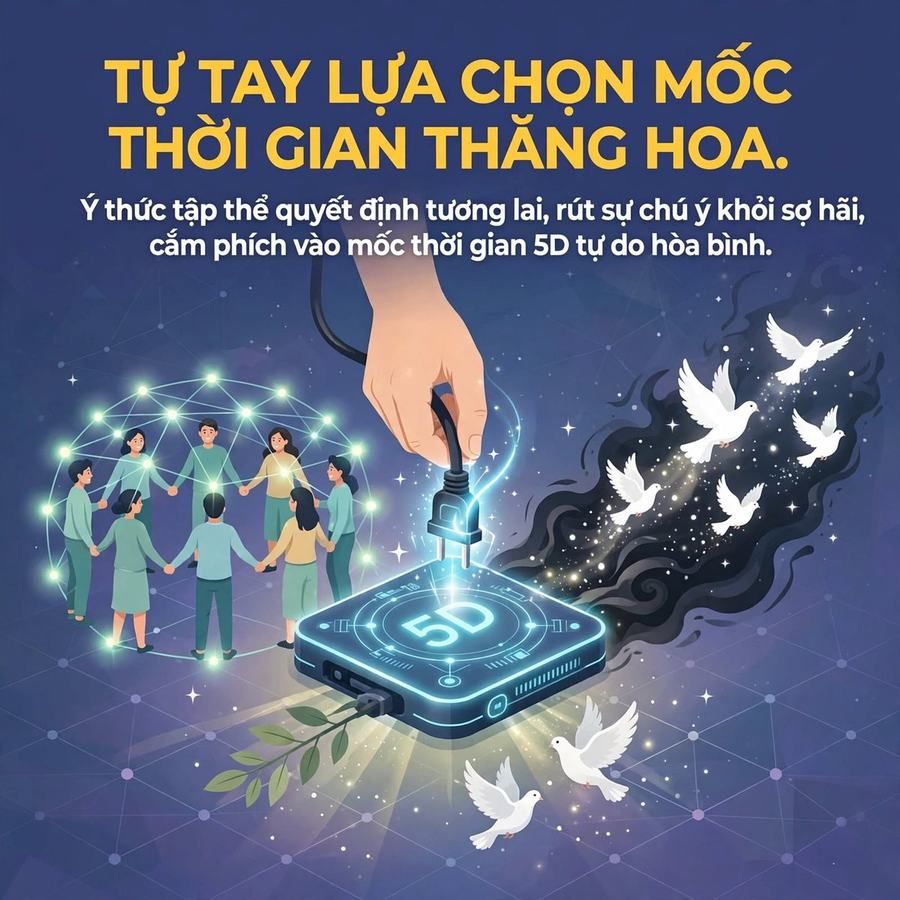 TỰ TAY LỰA CHỌN MỐC
THỜI GIAN THĂNG HOA.
Ý thức tập thể quyết định tương lai, rút sự chú ý khỏi sợ hãi,
cắm phích vào mốc thời gian 5D tự do hòa bình.
5D